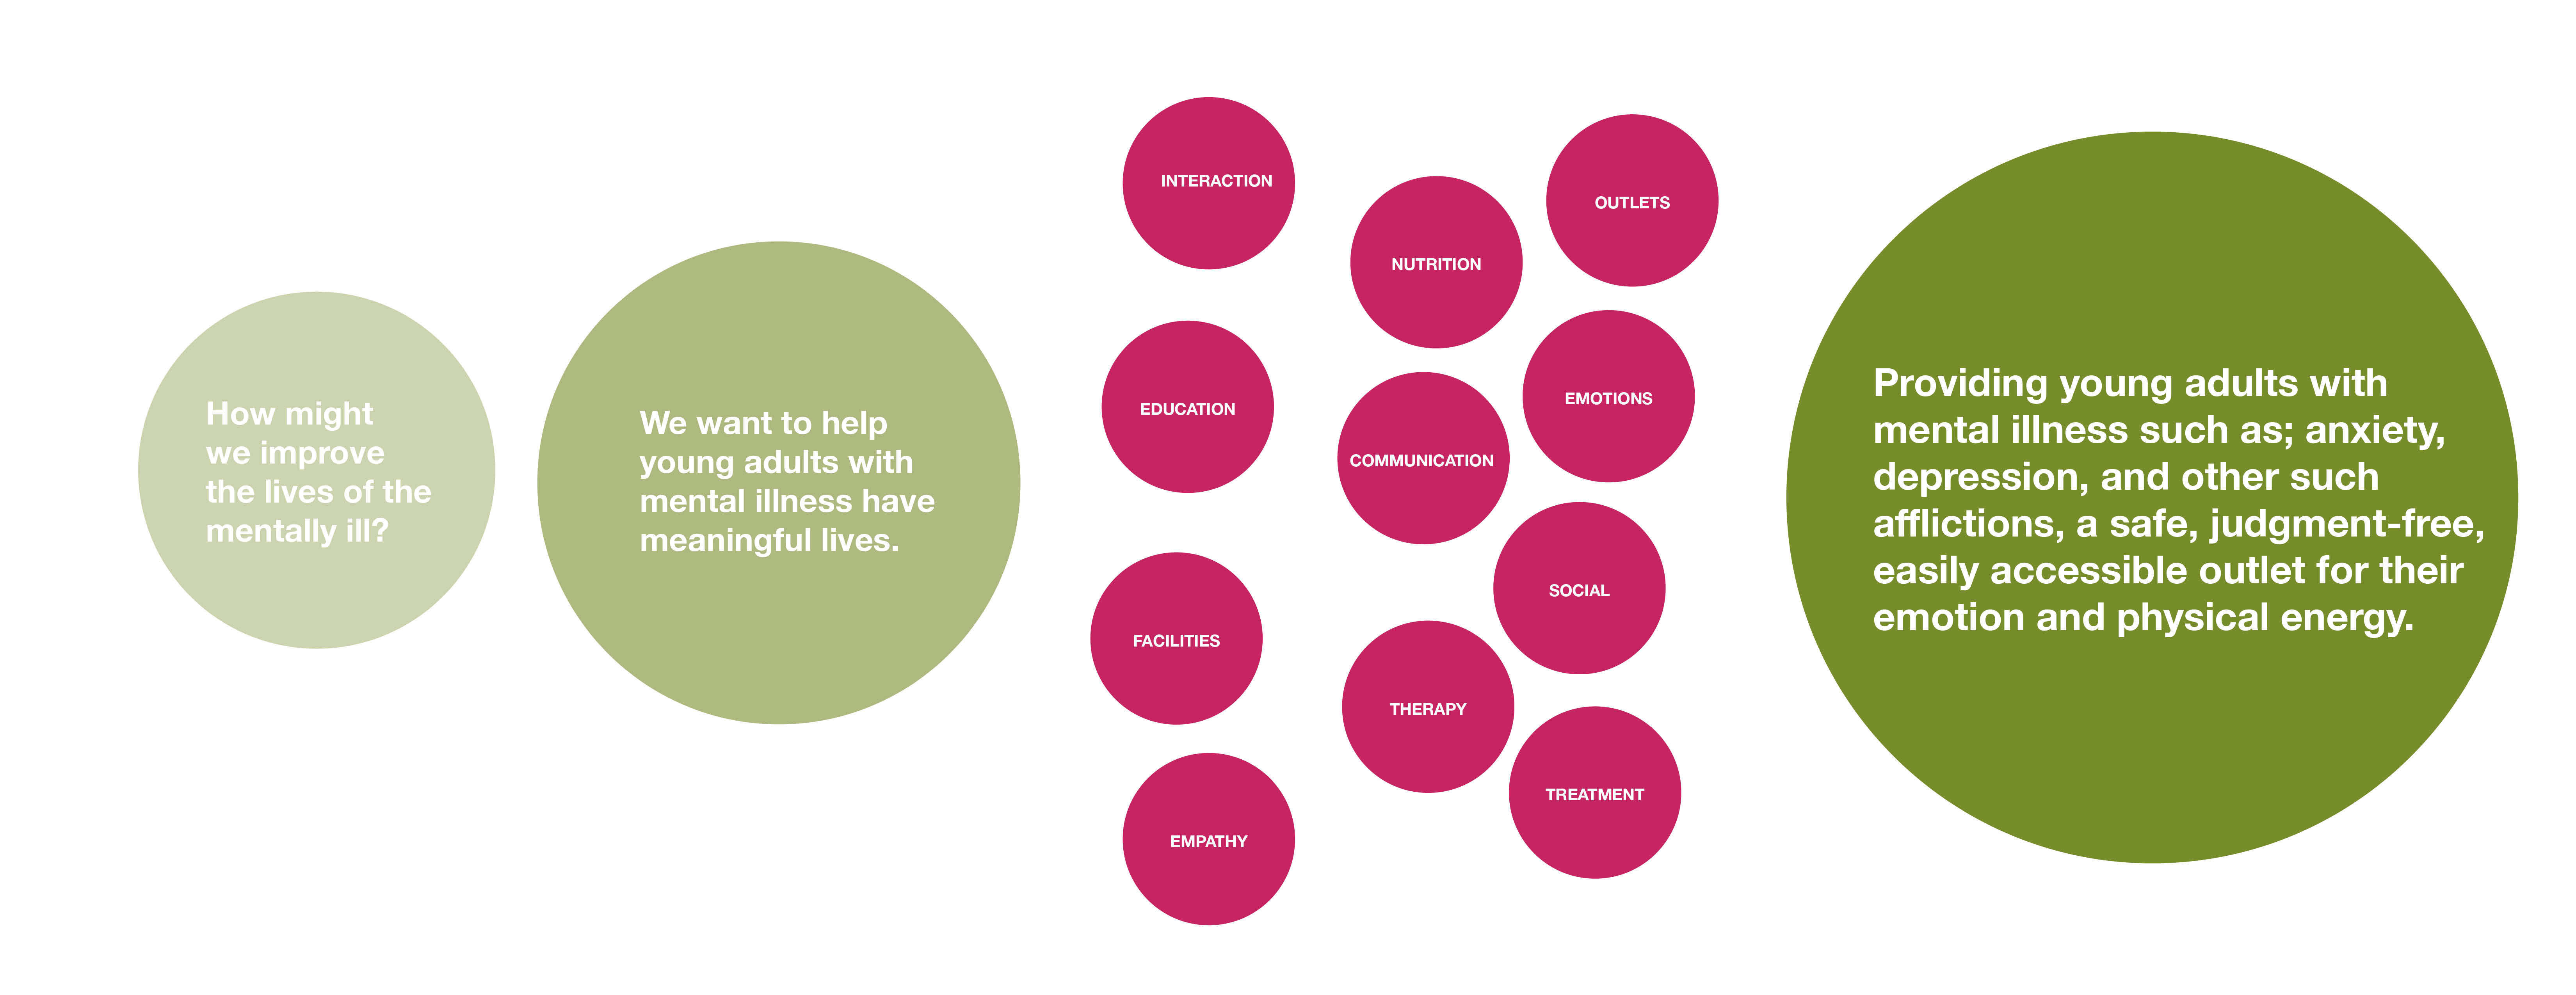 How might
we improve
the lives of the
mentally ill?
We want to help
young adults with
mental illness have
meaningful lives.
INTERACTION
EDUCATION
FACILITIES
EMPATHY
NUTRITION
COMMUNICATION
THERAPY
OUTLETS
EMOTIONS
SOCIAL
TREATMENT
Providing young adults with
mental illness such as; anxiety,
depression, and other such
afflictions, a safe, judgment-free,
easily accessible outlet for their
emotion and physical energy.